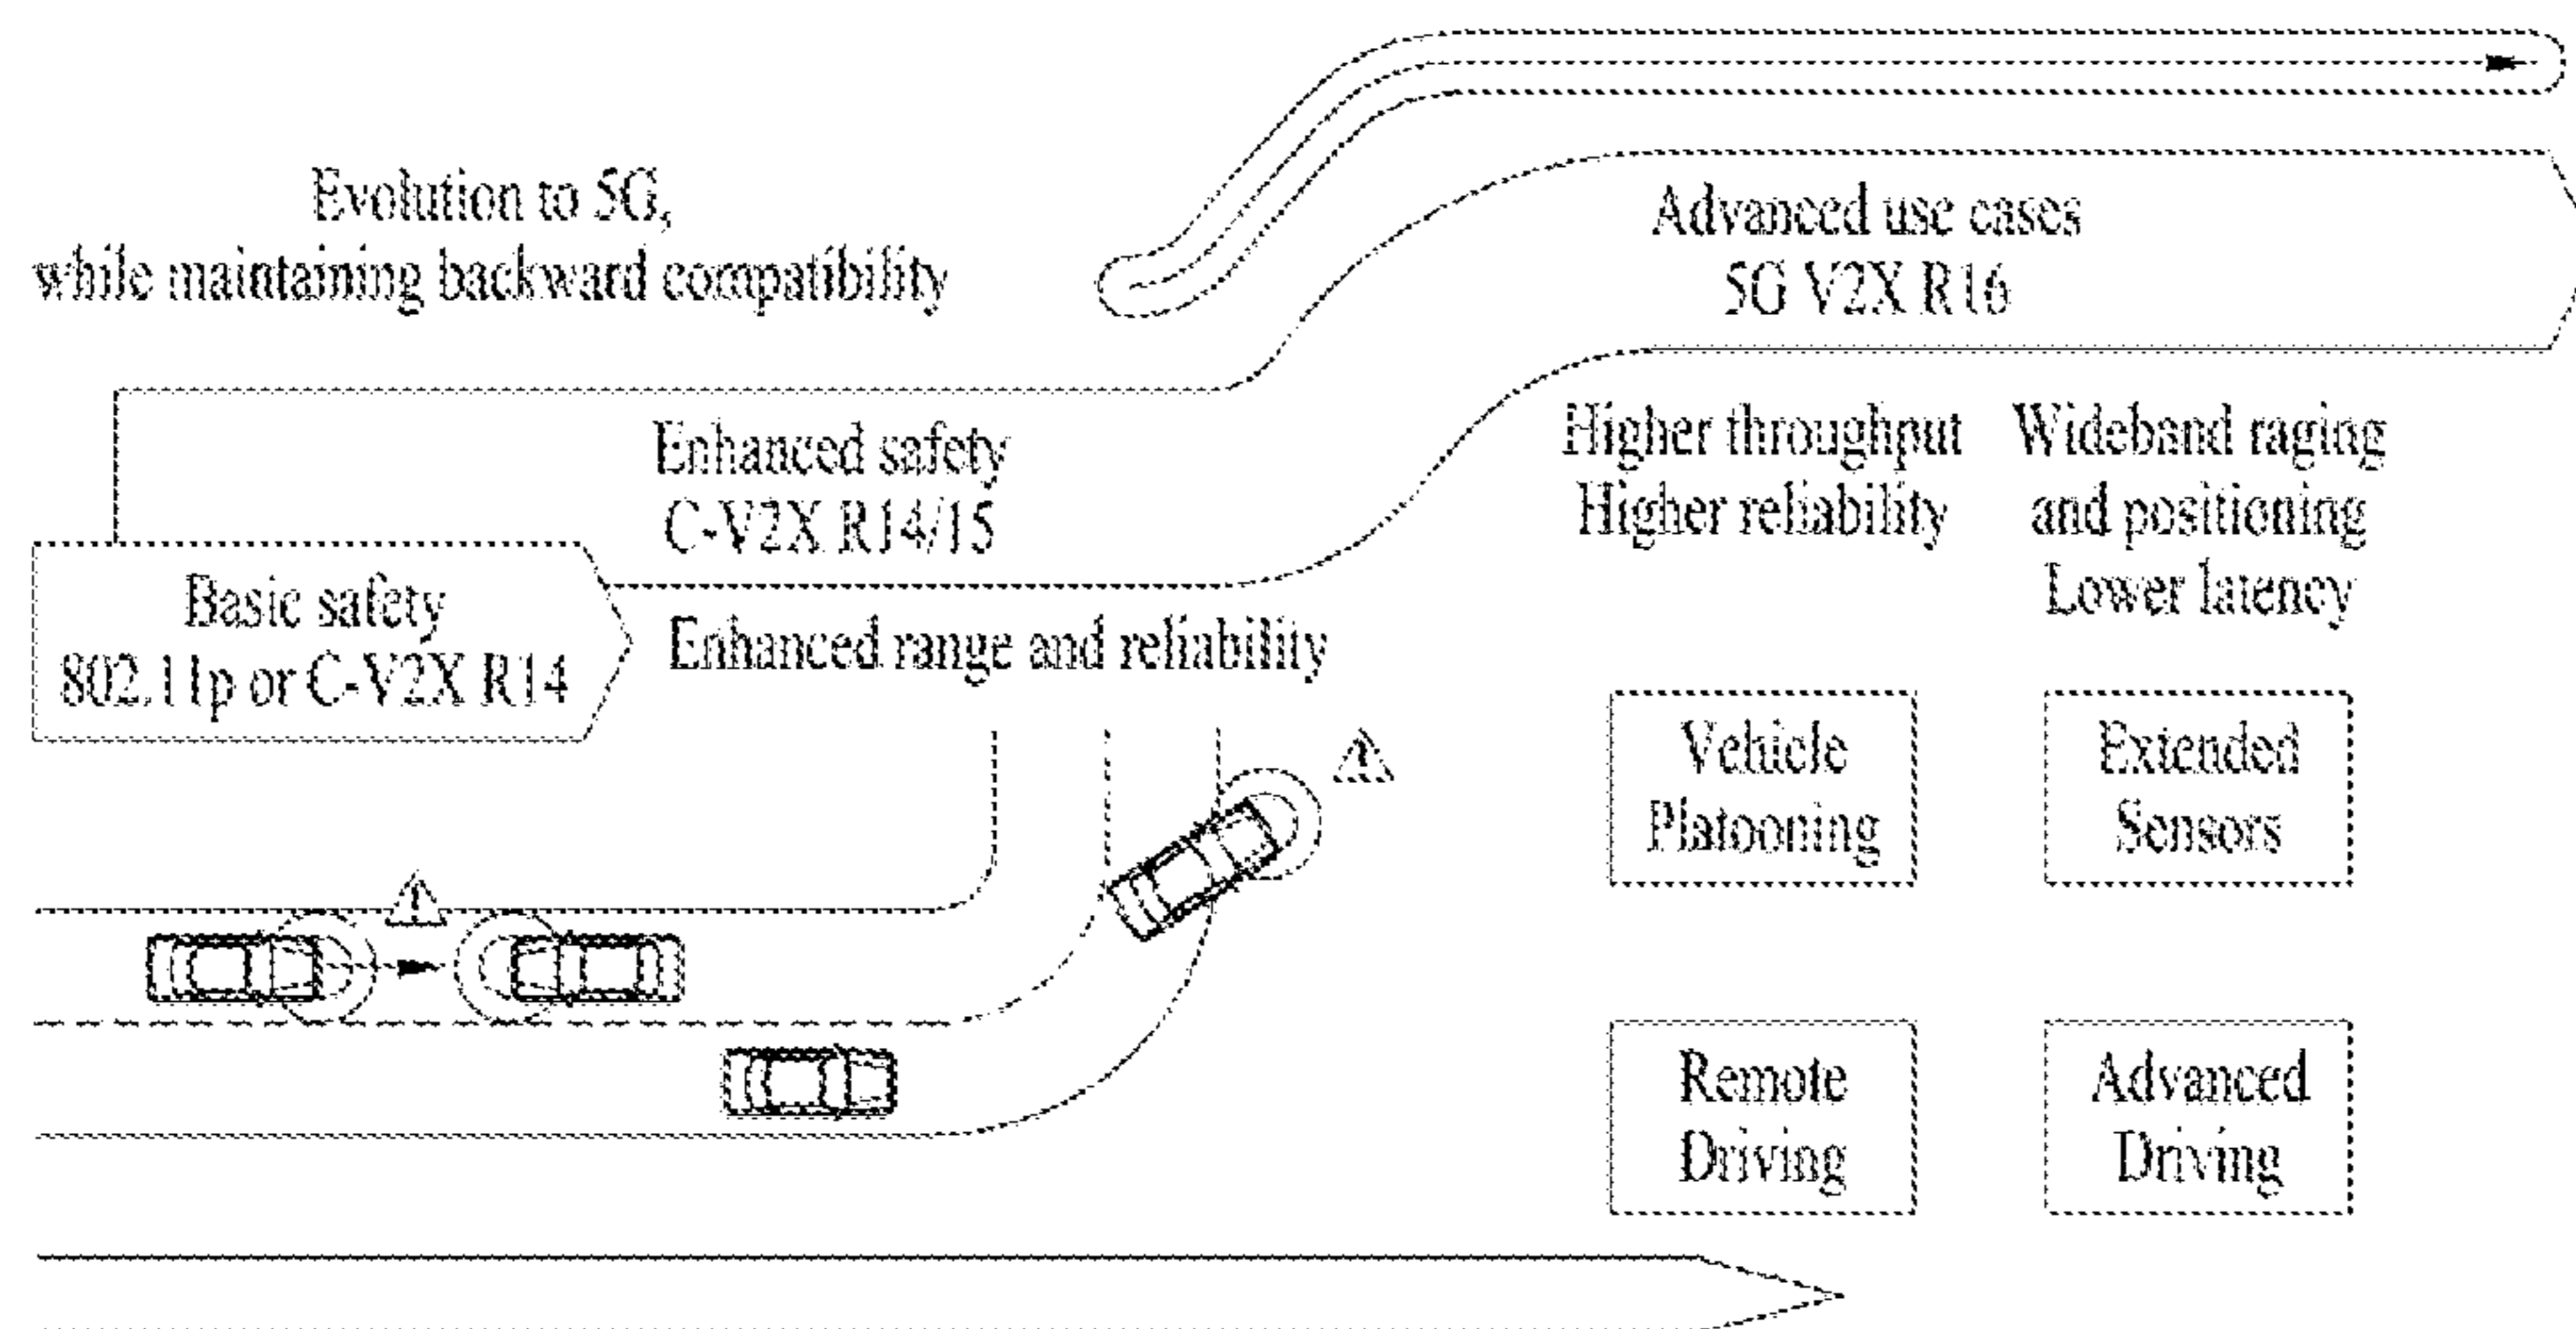 Evolution to 5G,
while maintaining backward compatibility
Advanced use cases
5G V2X R16
Enhanced safety
C-V2X R14/15
Basic safety
802.11p or C-V2X R14
Enhanced range and reliability
Higher throughput
Higher reliability
Wideband raging
and positioning
Lower latency
Vehicle
Platooning
Extended
Sensors
Remote
Driving
Advanced
Driving